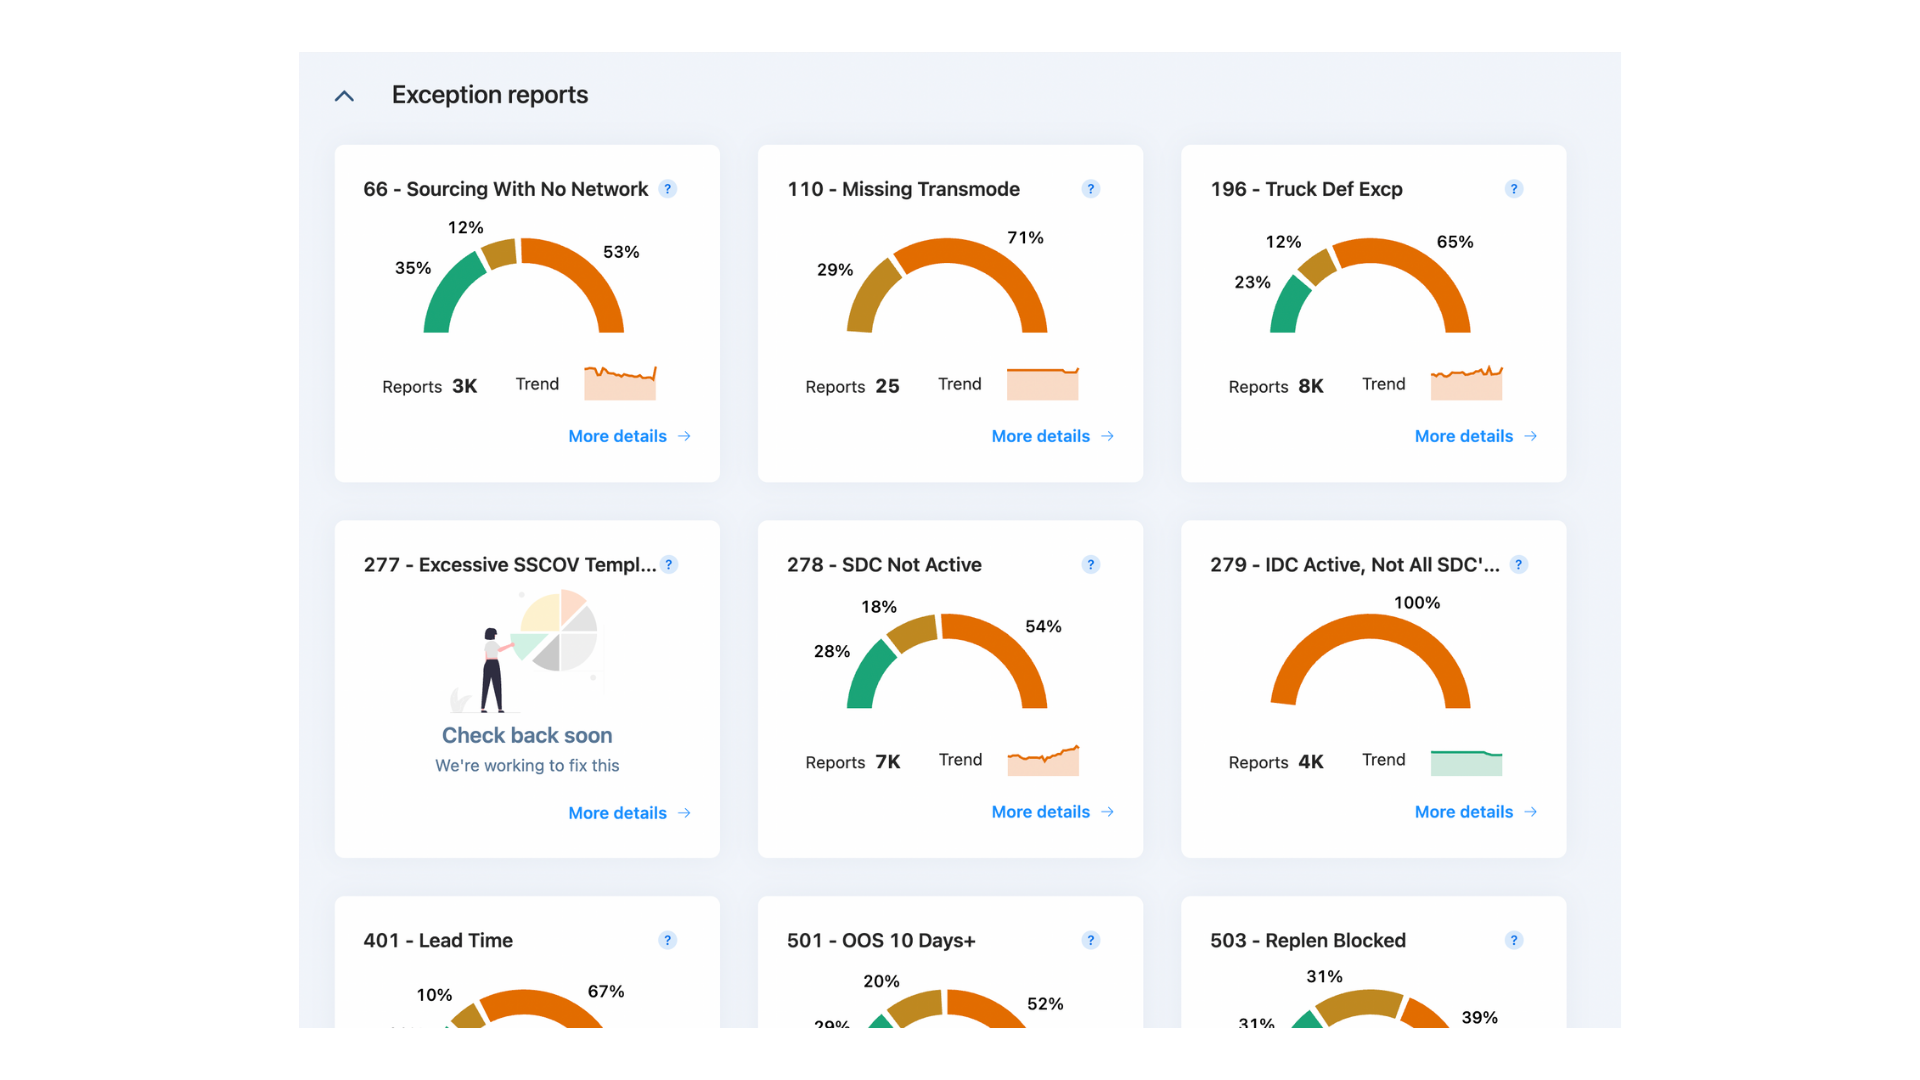 Exception reports
66 - Sourcing With No Network ?
12%
53%
35%
Reports 3K Trend
More details →
110 - Missing Transmode ?
71%
29%
Reports 25 Trend
More details →
196 - Truck Def Excp ?
12%
65%
23%
Reports 8K Trend
More details →
277 - Excessive SSCOV Templ... ?
Check back soon
We're working to fix this
More details →
278 - SDC Not Active ?
18%
54%
28%
Reports 7K Trend
More details →
279 - IDC Active, Not All SDC'... ?
100%
Reports 4K Trend
More details →
401 - Lead Time ?
10%
67%
501 - OOS 10 Days+ ?
20%
52%
29%
503 - Replen Blocked ?
31%
39%
31%